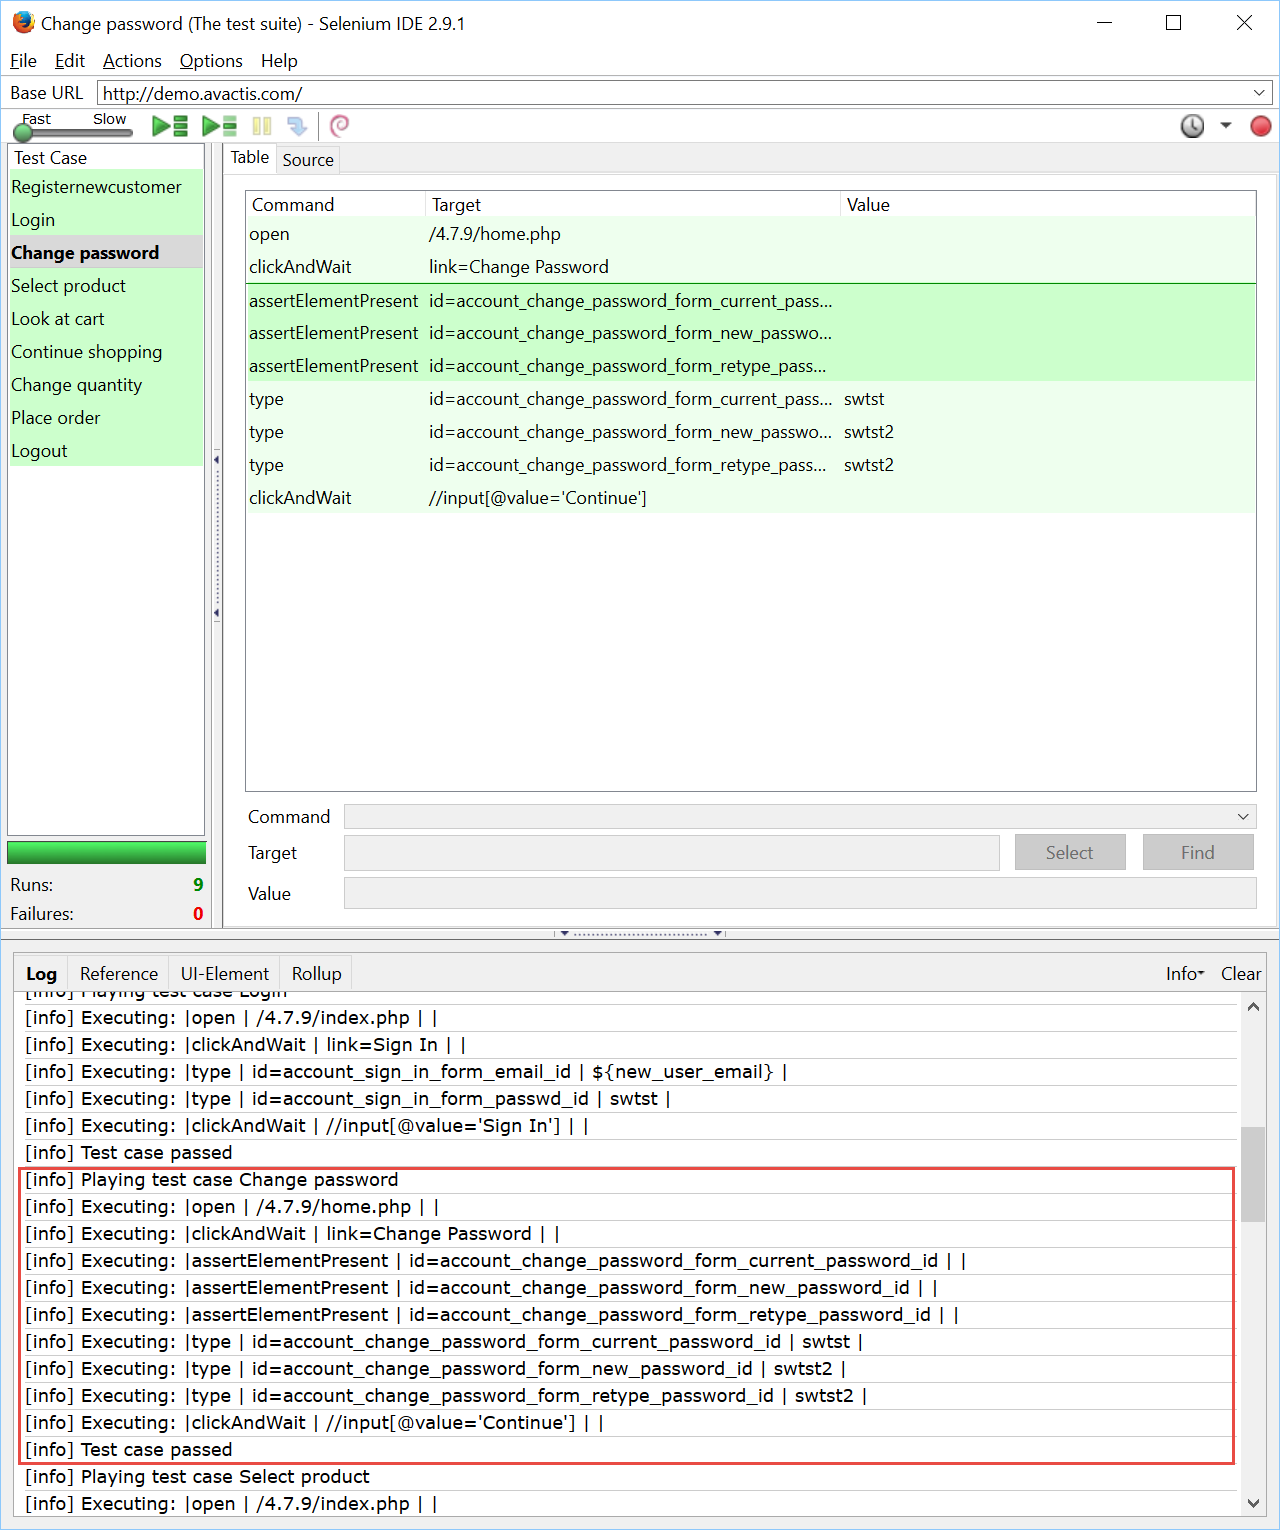 Change password (The test suite) - Selenium IDE 2.9.1
File Edit Actions Options Help
Base URL http://demo.avactis.com/
Fast Slow
Test Case
Registernewcustomer
Login
Change password
Select product
Look at cart
Continue shopping
Change quantity
Place order
Logout
Runs: 9
Failures: 0
Table Source
Command Target Value
open /4.7.9/home.php
clickAndWait link=Change Password
assertElementPresent id=account_change_password_form_current_pass...
assertElementPresent id=account_change_password_form_new_passwo...
assertElementPresent id=account_change_password_form_retype_pass...
type id=account_change_password_form_current_pass... swtst
type id=account_change_password_form_new_passwo... swtst2
type id=account_change_password_form_retype_pass... swtst2
clickAndWait //input[@value='Continue']
Command
Target Select Find
Value
Log Reference UI-Element Rollup Info Clear
[info] Playing test case Login
[info] Executing: |open | /4.7.9/index.php | |
[info] Executing: |clickAndWait | link=Sign In | |
[info] Executing: |type | id=account_sign_in_form_email_id | ${new_user_email} |
[info] Executing: |type | id=account_sign_in_form_passwd_id | swtst |
[info] Executing: |clickAndWait | //input[@value='Sign In'] | |
[info] Test case passed
[info] Playing test case Change password
[info] Executing: |open | /4.7.9/home.php | |
[info] Executing: |clickAndWait | link=Change Password | |
[info] Executing: |assertElementPresent | id=account_change_password_form_current_password_id | |
[info] Executing: |assertElementPresent | id=account_change_password_form_new_password_id | |
[info] Executing: |assertElementPresent | id=account_change_password_form_retype_password_id | |
[info] Executing: |type | id=account_change_password_form_current_password_id | swtst |
[info] Executing: |type | id=account_change_password_form_new_password_id | swtst2 |
[info] Executing: |type | id=account_change_password_form_retype_password_id | swtst2 |
[info] Executing: |clickAndWait | //input[@value='Continue'] | |
[info] Test case passed
[info] Playing test case Select product
[info] Executing: |open | /4.7.9/index.php | |